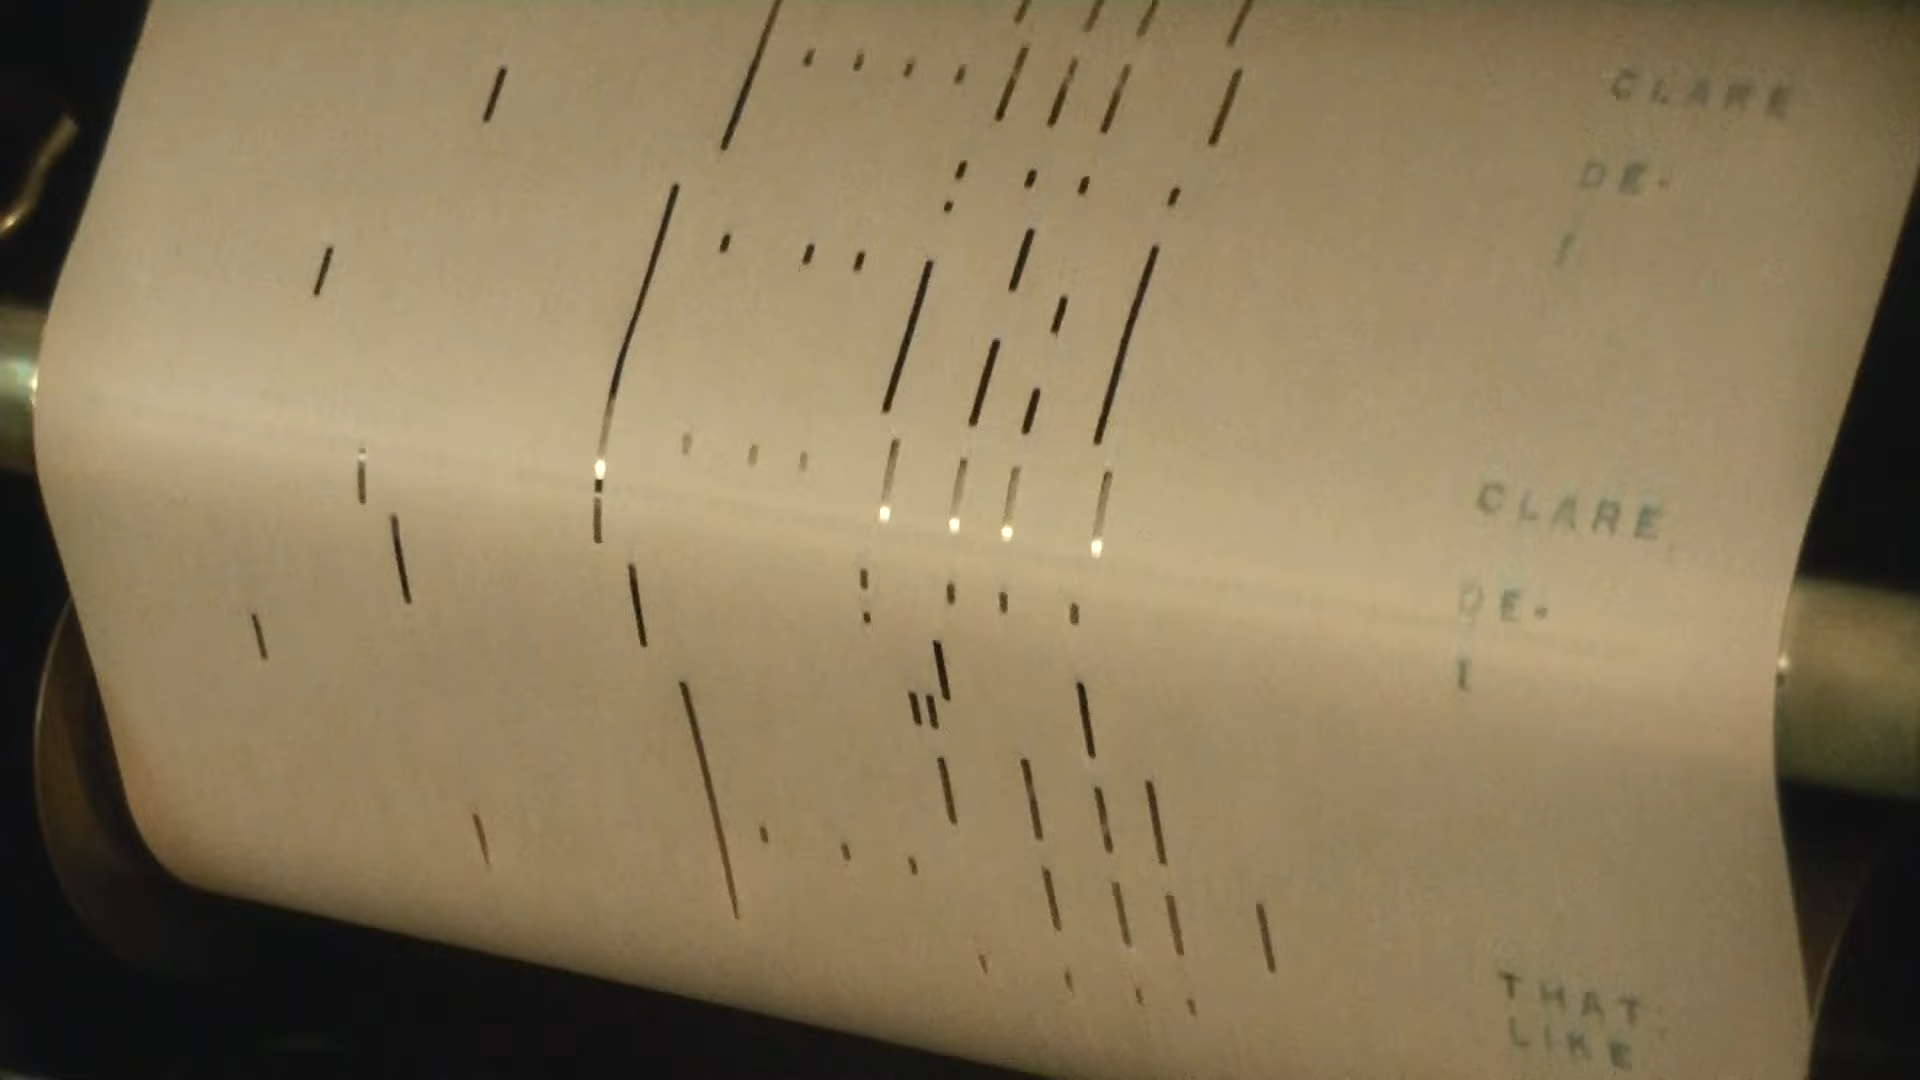 CLARE
DE-
I
CLARE
DE-
I
THAT
LIKE